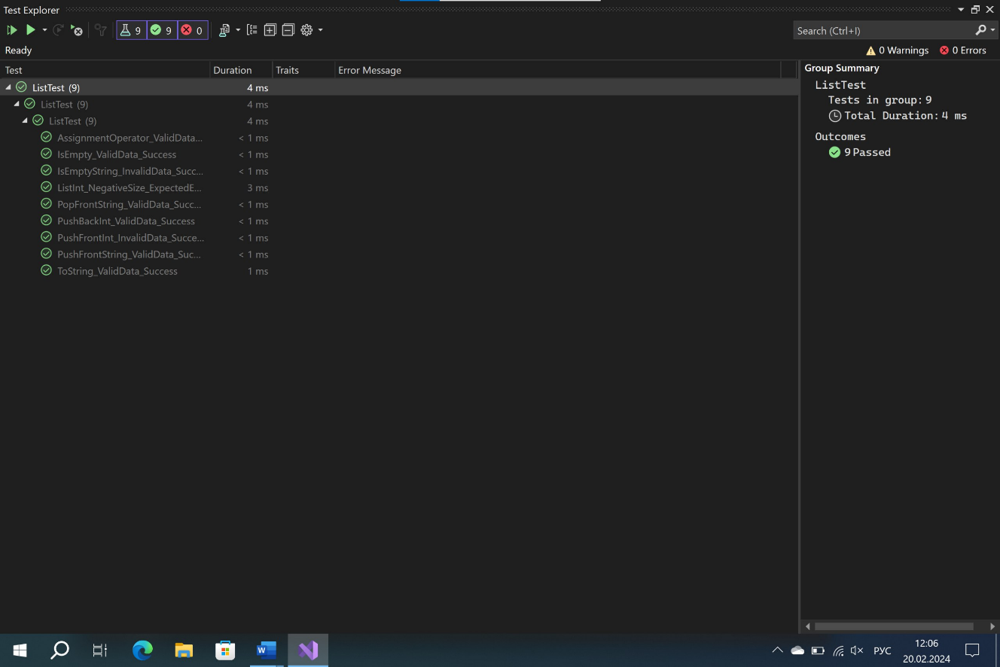 Test Explorer
9 9 0
Search (Ctrl+I)
Ready
0 Warnings 0 Errors
Test Duration Traits Error Message
Group Summary
ListTest (9) 4 ms
ListTest
ListTest (9) 4 ms
Tests in group: 9
ListTest (9) 4 ms
Total Duration: 4 ms
AssignmentOperator_ValidData... < 1 ms
Outcomes
IsEmpty_ValidData_Success < 1 ms
9 Passed
IsEmptyString_InvalidData_Succ... < 1 ms
ListInt_NegativeSize_ExpectedE... 3 ms
PopFrontString_ValidData_Succ... < 1 ms
PushBackInt_ValidData_Success < 1 ms
PushFrontInt_InvalidData_Succe... < 1 ms
PushFrontString_ValidData_Suc... < 1 ms
ToString_ValidData_Success 1 ms
W
РУС
12:06
20.02.2024